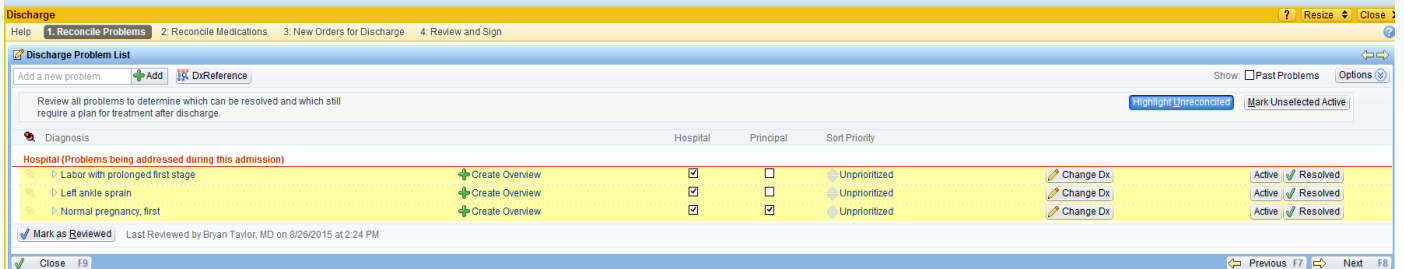 Discharge ? Resize Close
Help 1. Reconcile Problems 2: Reconcile Medications 3: New Orders for Discharge 4: Review and Sign ?
Discharge Problem List
Add a new problem Add DxReference Show: Past Problems Options
Review all problems to determine which can be resolved and which still
require a plan for treatment after discharge.
Highlight Unreconciled Mark Unselected Active
Diagnosis Hospital Principal Sort Priority
Hospital (Problems being addressed during this admission)
Labor with prolonged first stage Create Overview Unprioritized Change Dx Active Resolved
Left ankle sprain Create Overview Unprioritized Change Dx Active Resolved
Normal pregnancy, first Create Overview Unprioritized Change Dx Active Resolved
Mark as Reviewed Last Reviewed by Bryan Taylor, MD on 8/26/2015 at 2:24 PM
Close F9 Previous F7 Next F8